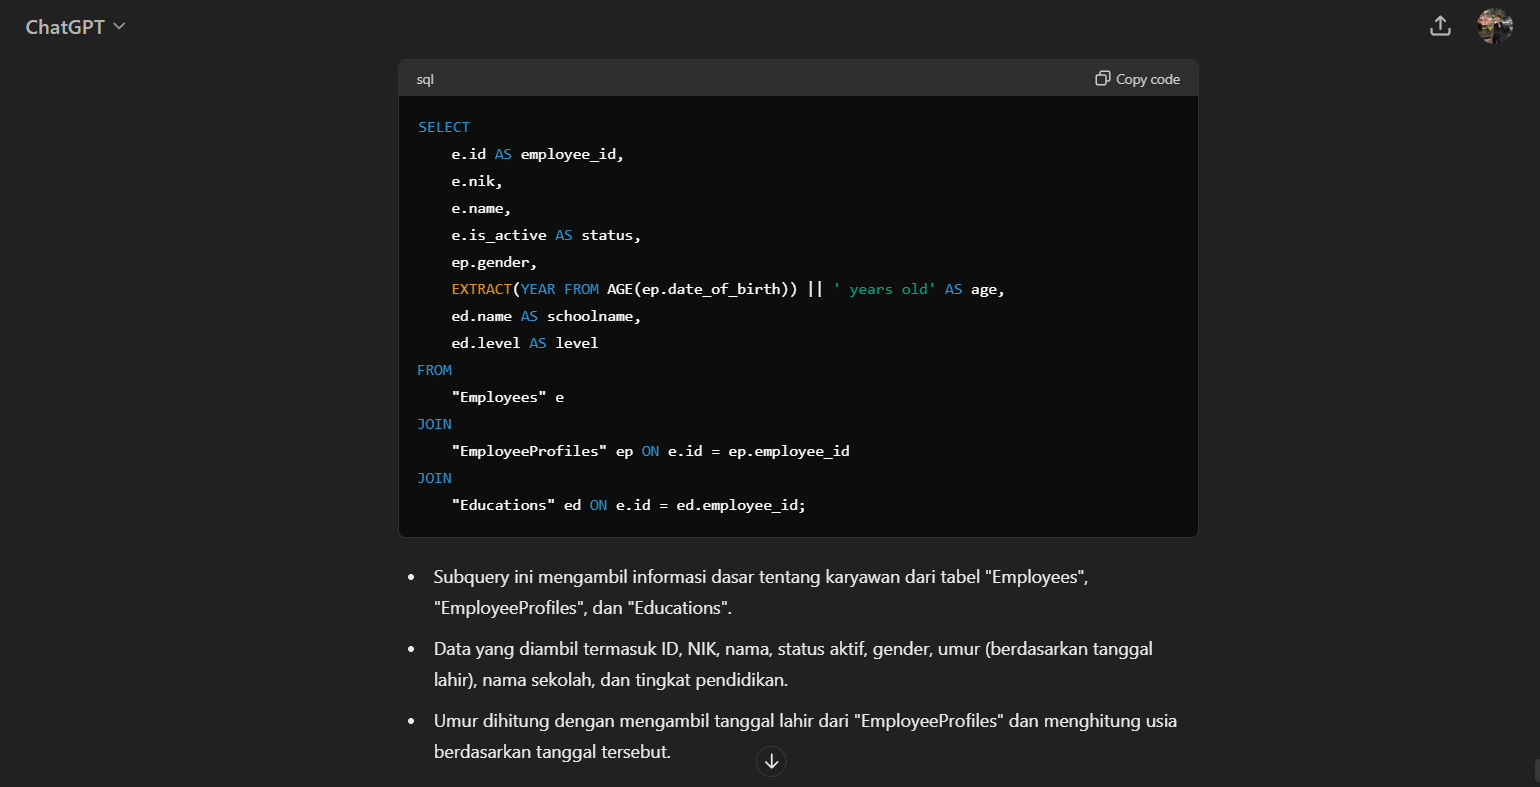 ChatGPT
sql
Copy code
SELECT
e.id AS employee_id,
e.nik,
e.name,
e.is_active AS status,
ep.gender,
EXTRACT(YEAR FROM AGE(ep.date_of_birth)) || ' years old' AS age,
ed.name AS schoolname,
ed.level AS level
FROM
"Employees" e
JOIN
"EmployeeProfiles" ep ON e.id = ep.employee_id
JOIN
"Educations" ed ON e.id = ed.employee_id;
• Subquery ini mengambil informasi dasar tentang karyawan dari tabel "Employees",
"EmployeeProfiles", dan "Educations".
• Data yang diambil termasuk ID, NIK, nama, status aktif, gender, umur (berdasarkan tanggal
lahir), nama sekolah, dan tingkat pendidikan.
• Umur dihitung dengan mengambil tanggal lahir dari "EmployeeProfiles" dan menghitung usia
berdasarkan tanggal tersebut.